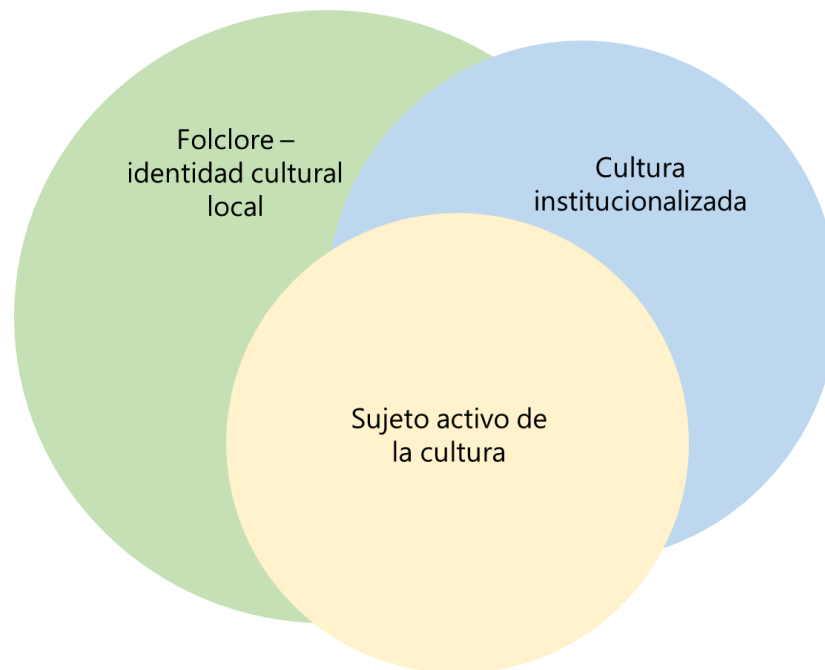 Folclore –
identidad cultural
local
Cultura
institucionalizada
Sujeto activo de
la cultura